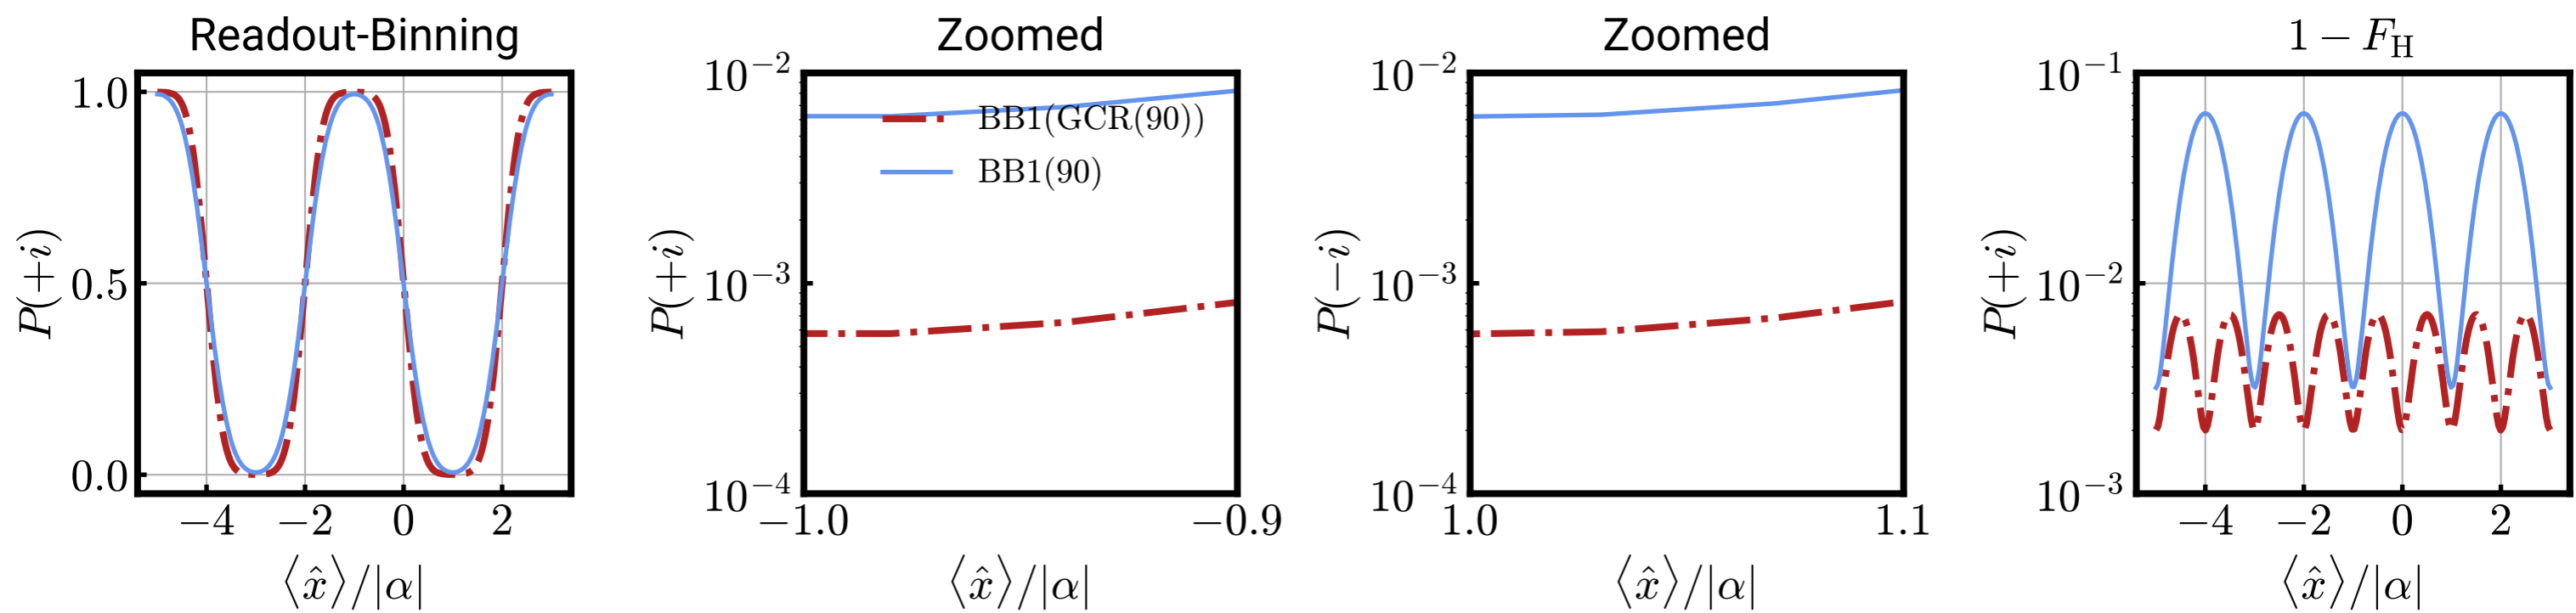 Readout-Binning
P(+i)
1.0
0.5
0.0
−4 −2 0 2
⟨x̂⟩/|α|
Zoomed
P(+i)
10⁻²
10⁻³
10⁻⁴
BB1(GCR(90))
BB1(90)
−1.0 −0.9
⟨x̂⟩/|α|
Zoomed
P(−i)
10⁻²
10⁻³
10⁻⁴
1.0 1.1
⟨x̂⟩/|α|
1 − F_H
P(+i)
10⁻¹
10⁻²
10⁻³
−4 −2 0 2
⟨x̂⟩/|α|